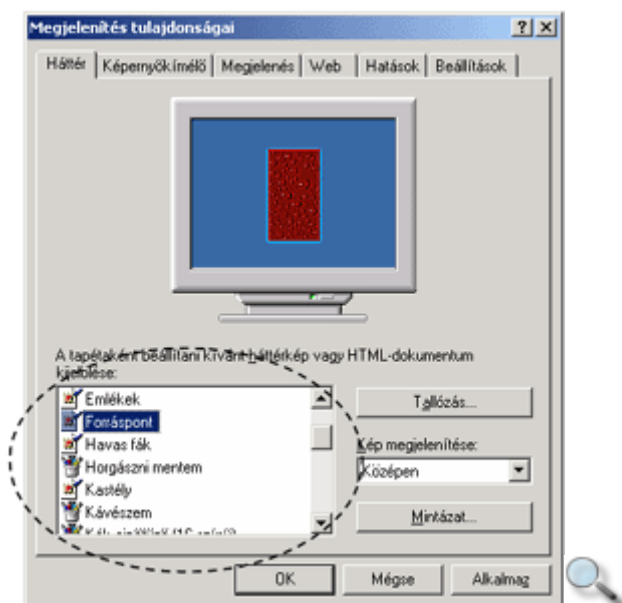 Megjelenítés tulajdonságai
Háttér Képernyőkímélő Megjelenés Web Hatások Beállítások
A tapétaként beállítani kívánt háttérkép vagy HTML-dokumentum
kijelölése:
Emlékek
Forráspont
Havas fák
Horgászni mentem
Kastély
Kávészem
Tallózás...
Kép megjelenítése:
Középen
Mintázat...
OK Mégse Alkalmaz